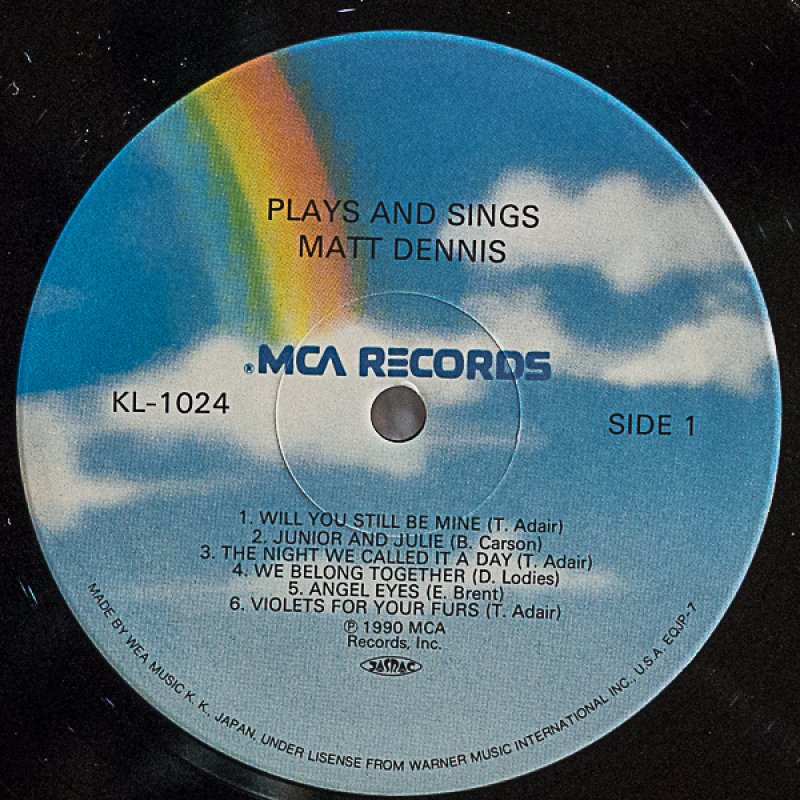 PLAYS AND SINGS
MATT DENNIS
® MCA RECORDS
KL-1024
SIDE 1
1. WILL YOU STILL BE MINE (T. Adair)
2. JUNIOR AND JULIE (B. Carson)
3. THE NIGHT WE CALLED IT A DAY (T. Adair)
4. WE BELONG TOGETHER (D. Lodies)
5. ANGEL EYES (E. Brent)
6. VIOLETS FOR YOUR FURS (T. Adair)
℗ 1990 MCA
Records, Inc.
JASRAC
MADE BY WEA MUSIC K. K., JAPAN, UNDER LISENSE FROM WARNER MUSIC INTERNATIONAL INC., U.S.A. EQJP-7